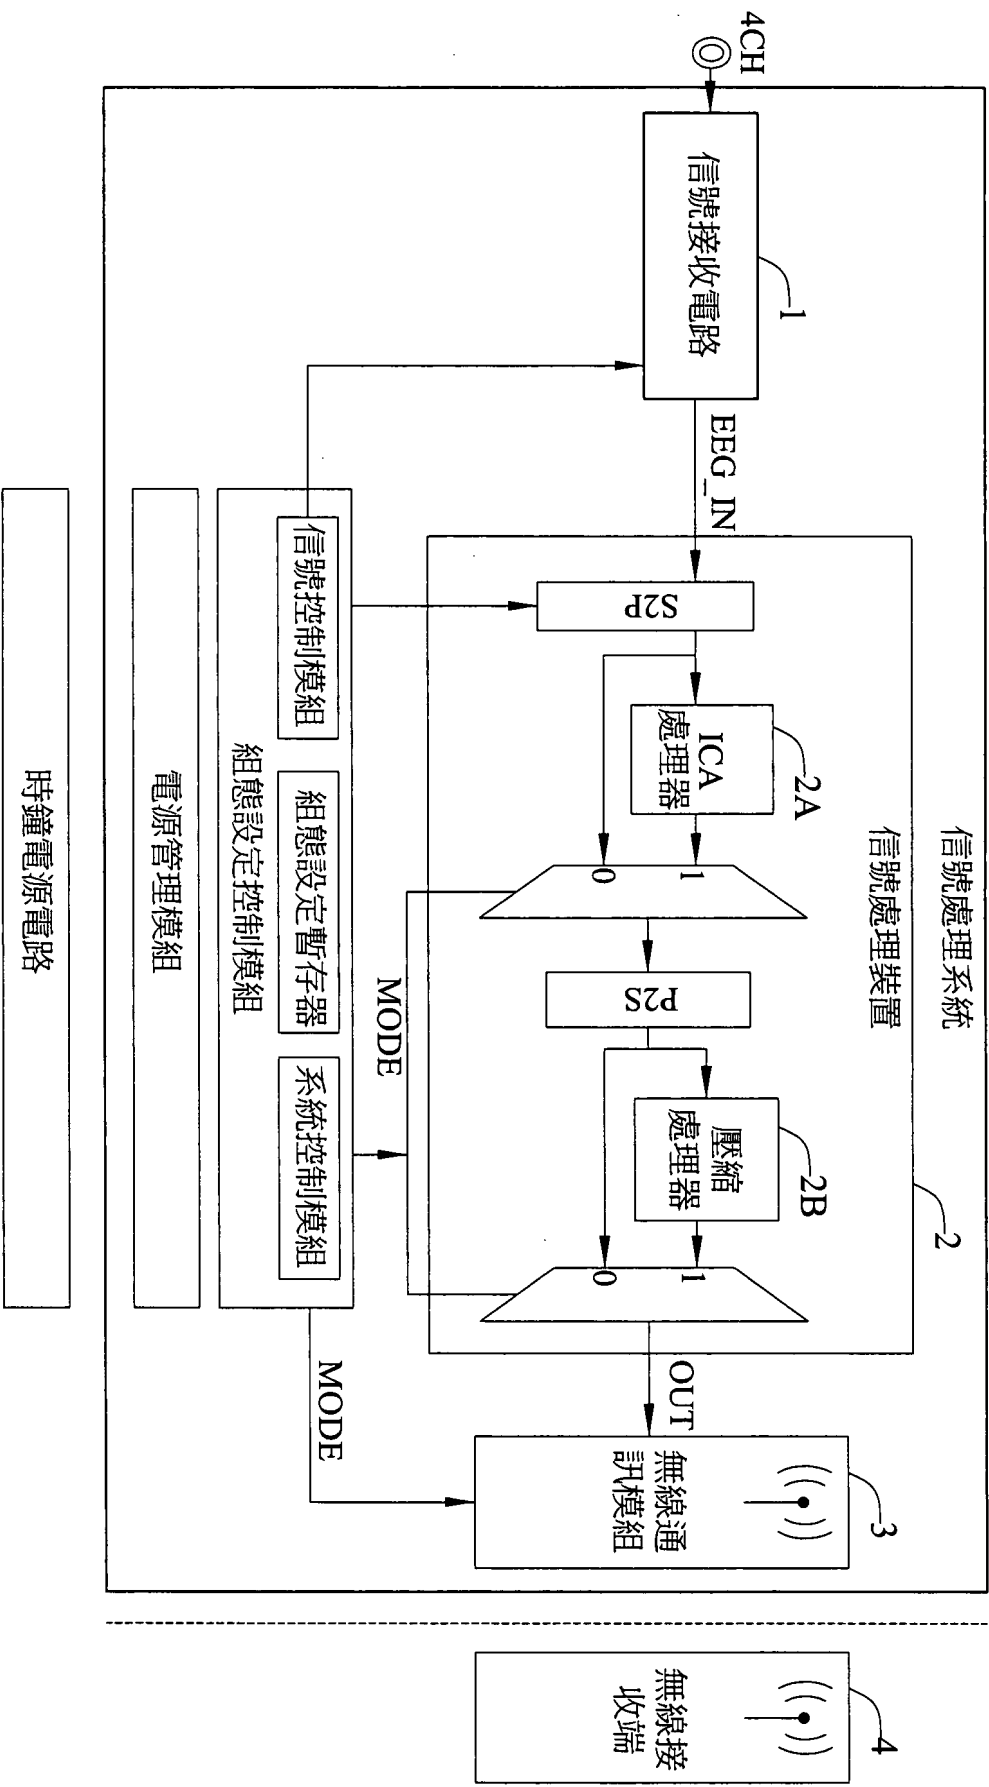 信號處理系統
信號處理裝置
2
4CH
信號接收電路
1
EEG_IN
S2P
ICA
處理器
2A
1
0
P2S
壓縮
處理器
2B
1
0
OUT
無線通
訊模組
3
無線接
收端
4
MODE
MODE
信號控制模組
組態設定暫存器
系統控制模組
組態設定控制模組
電源管理模組
時鐘電源電路